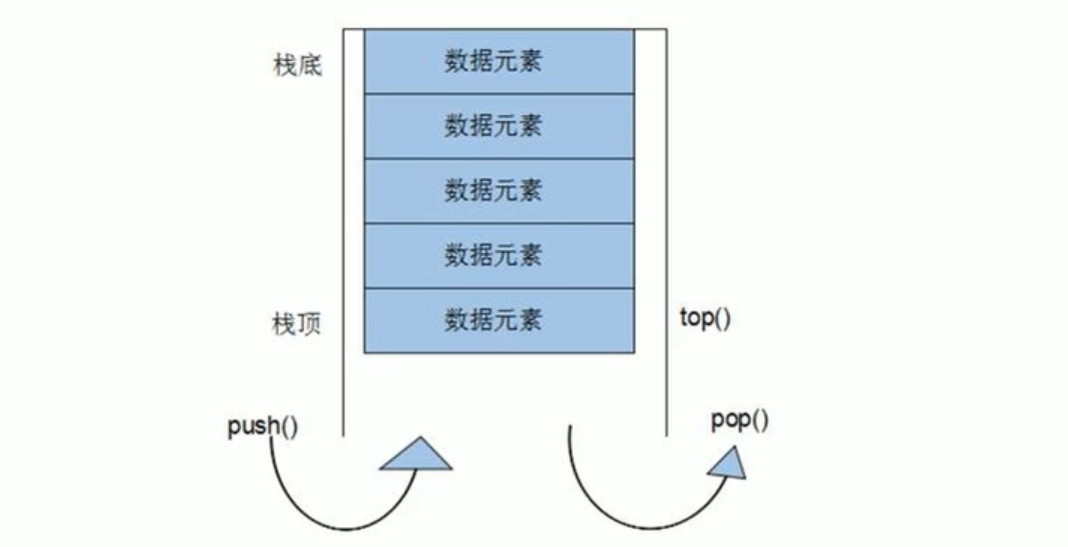 栈底
数据元素
数据元素
数据元素
数据元素
栈顶
数据元素
top()
push()
pop()